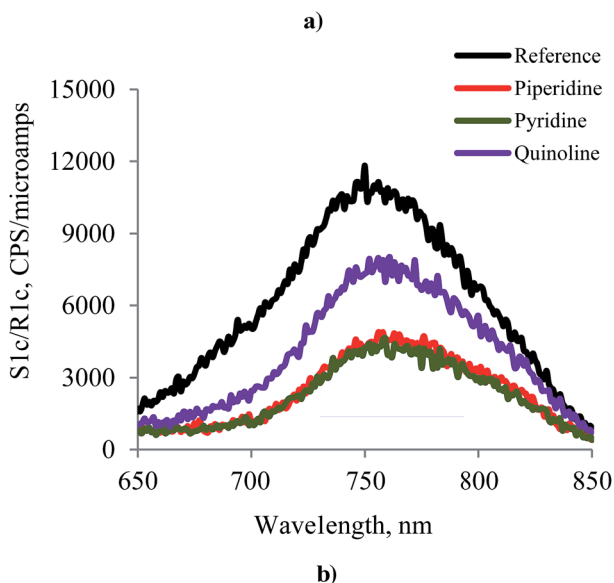 a)
Reference
Piperidine
Pyridine
Quinoline
15000
12000
9000
6000
3000
0
S1c/R1c, CPS/microamps
650 700 750 800 850
Wavelength, nm
b)